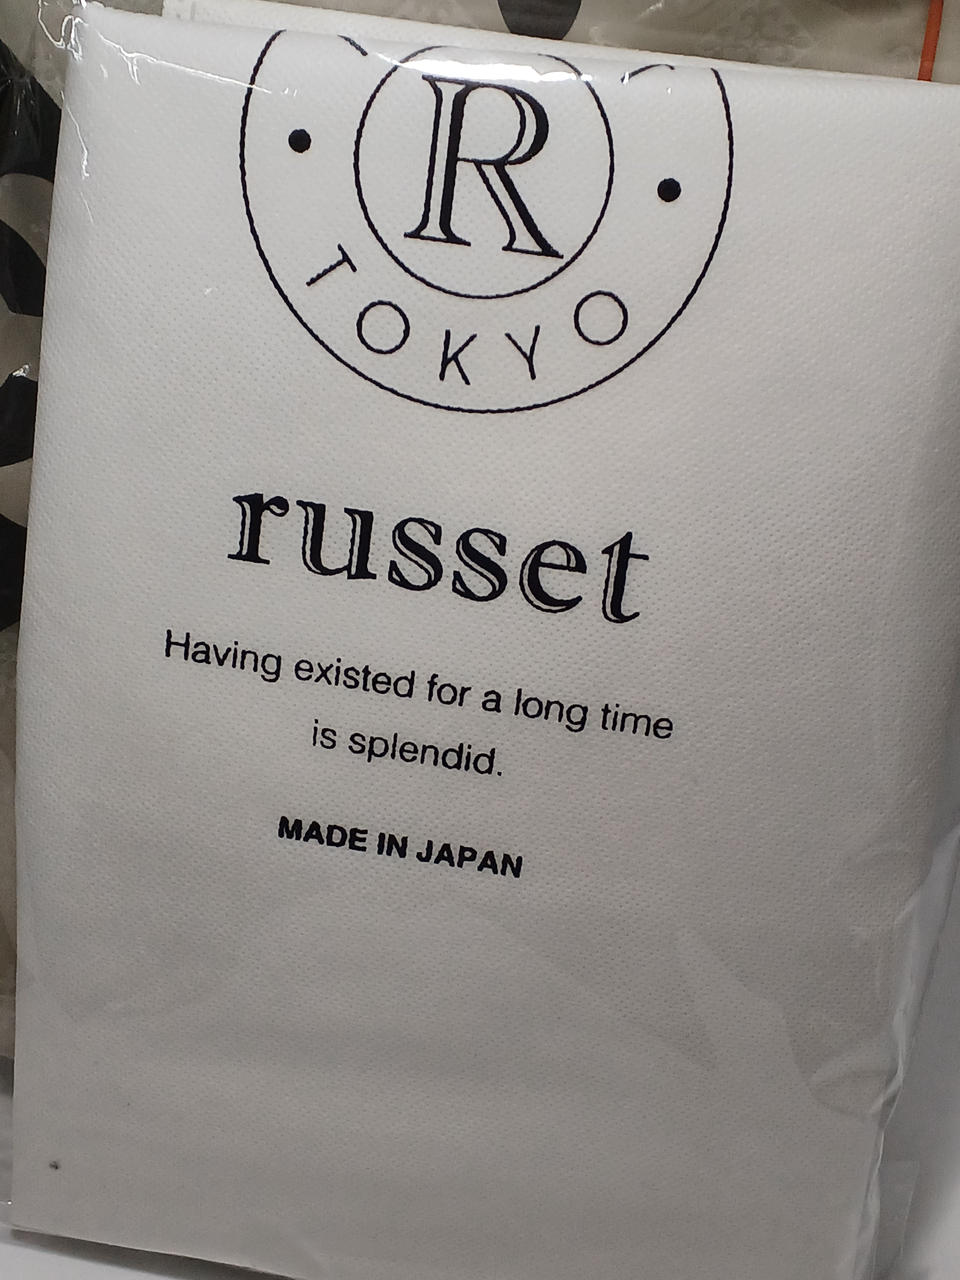 R
TOKYO
russet
Having existed for a long time
is splendid.
MADE IN JAPAN